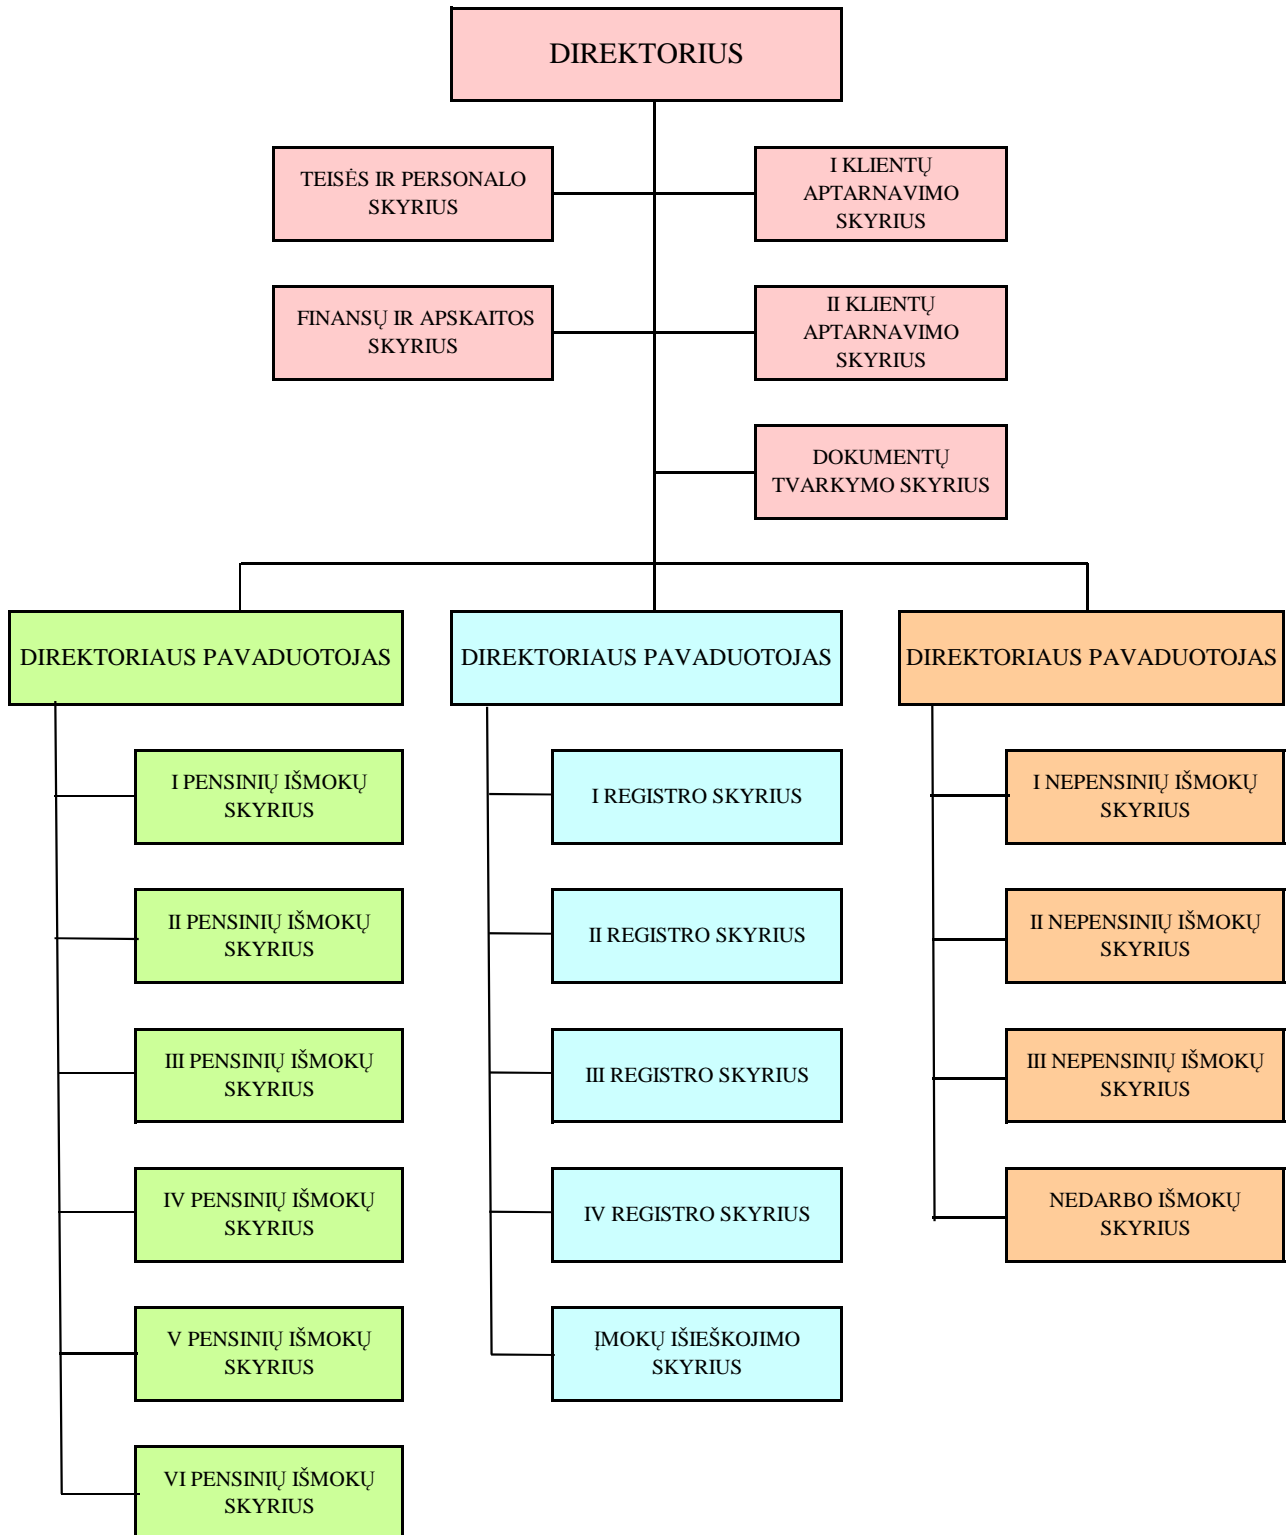 DIREKTORIUS
TEISĖS IR PERSONALO
SKYRIUS
I KLIENTŲ
APTARNAVIMO
SKYRIUS
FINANSŲ IR APSKAITOS
SKYRIUS
II KLIENTŲ
APTARNAVIMO
SKYRIUS
DOKUMENTŲ
TVARKYMO SKYRIUS
DIREKTORIAUS PAVADUOTOJAS
I PENSINIŲ IŠMOKŲ
SKYRIUS
II PENSINIŲ IŠMOKŲ
SKYRIUS
III PENSINIŲ IŠMOKŲ
SKYRIUS
IV PENSINIŲ IŠMOKŲ
SKYRIUS
V PENSINIŲ IŠMOKŲ
SKYRIUS
VI PENSINIŲ IŠMOKŲ
SKYRIUS
DIREKTORIAUS PAVADUOTOJAS
I REGISTRO SKYRIUS
II REGISTRO SKYRIUS
III REGISTRO SKYRIUS
IV REGISTRO SKYRIUS
ĮMOKŲ IŠIEŠKOJIMO
SKYRIUS
DIREKTORIAUS PAVADUOTOJAS
I NEPENSINIŲ IŠMOKŲ
SKYRIUS
II NEPENSINIŲ IŠMOKŲ
SKYRIUS
III NEPENSINIŲ IŠMOKŲ
SKYRIUS
NEDARBO IŠMOKŲ
SKYRIUS